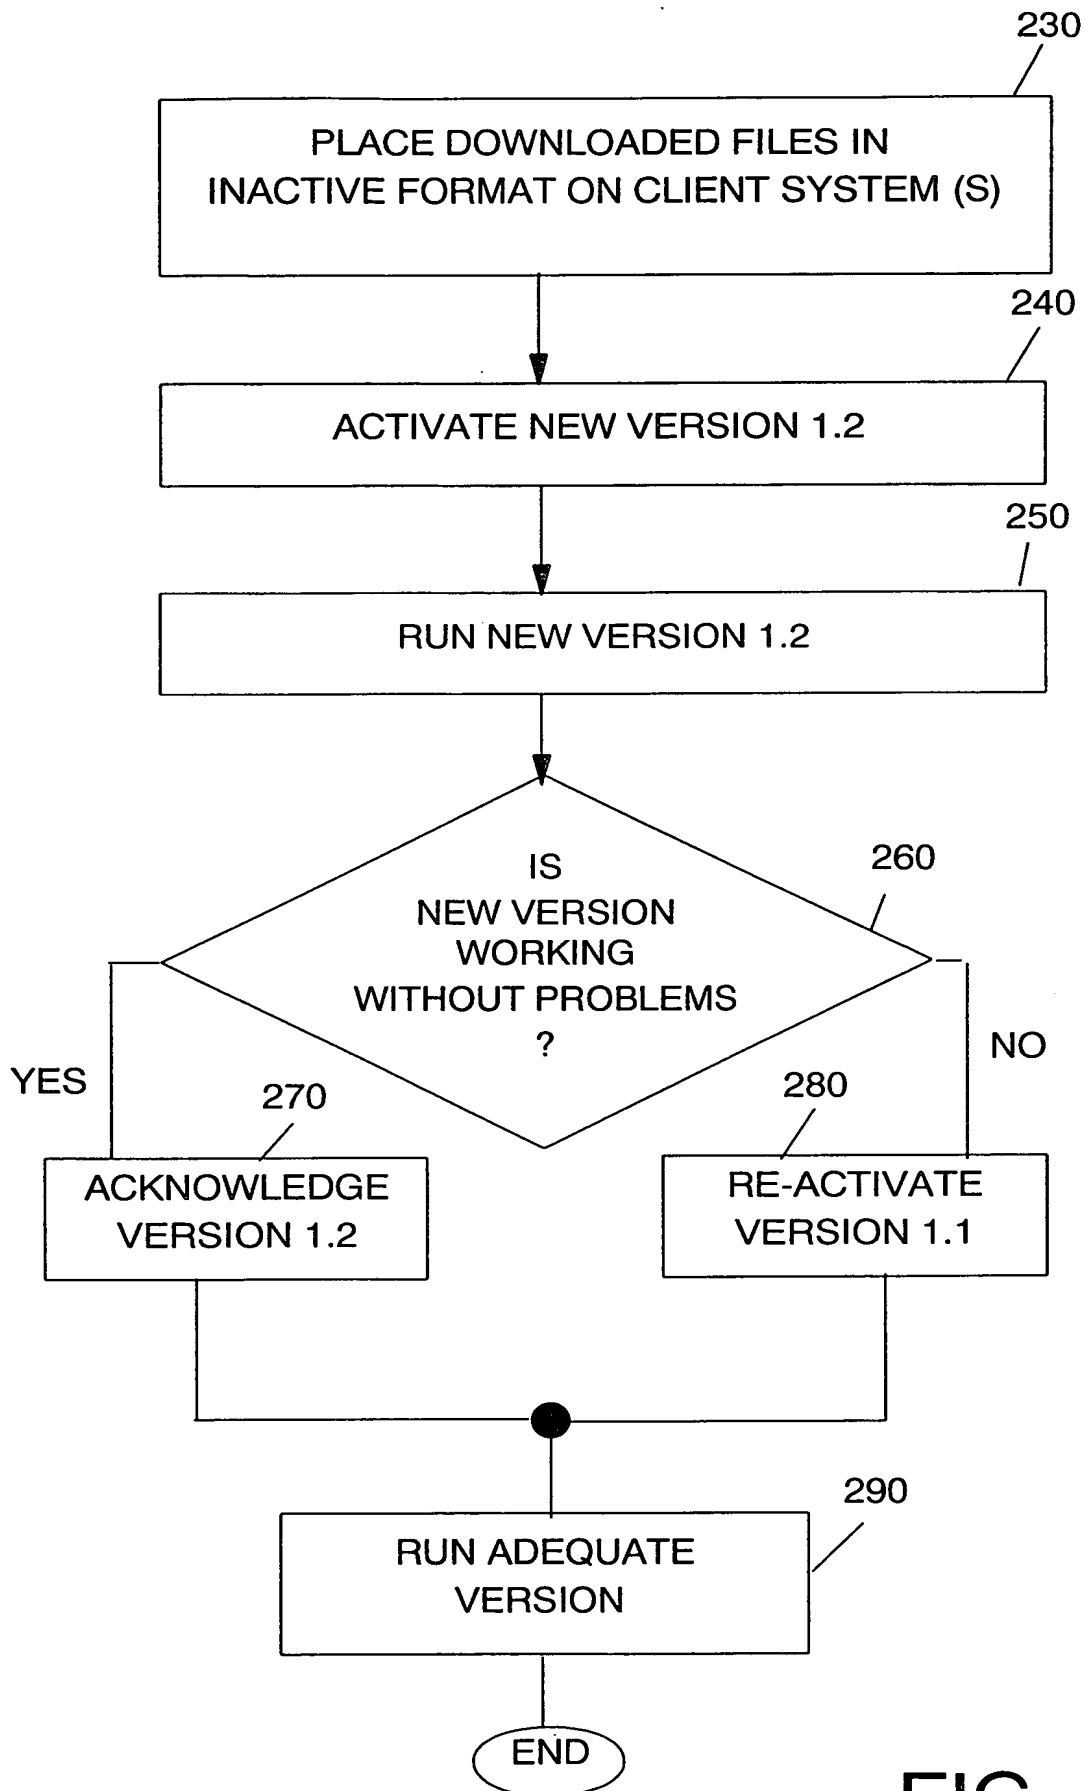 230
PLACE DOWNLOADED FILES IN
INACTIVE FORMAT ON CLIENT SYSTEM (S)
240
ACTIVATE NEW VERSION 1.2
250
RUN NEW VERSION 1.2
IS
NEW VERSION
WORKING
WITHOUT PROBLEMS
?
260
YES
NO
270
ACKNOWLEDGE
VERSION 1.2
280
RE-ACTIVATE
VERSION 1.1
290
RUN ADEQUATE
VERSION
END
FIG